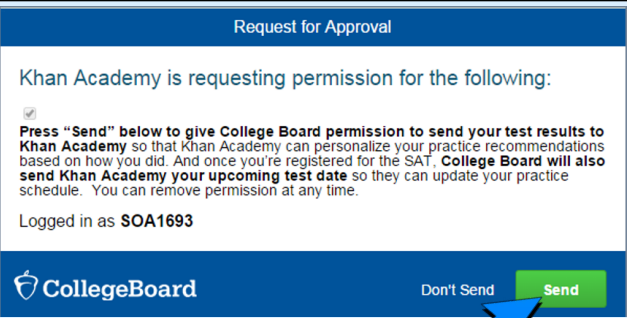 Request for Approval
Khan Academy is requesting permission for the following:
Press “Send” below to give College Board permission to send your test results to
Khan Academy so that Khan Academy can personalize your practice recommendations
based on how you did. And once you’re registered for the SAT, College Board will also
send Khan Academy your upcoming test date so they can update your practice
schedule.  You can remove permission at any time.
Logged in as SOA1693
CollegeBoard
Don't Send
Send